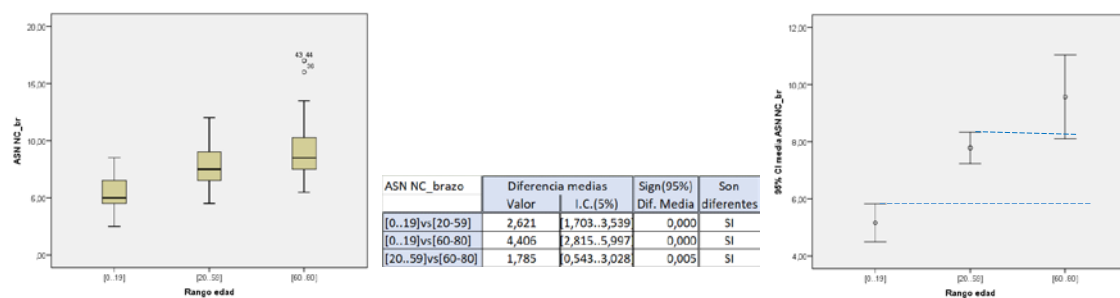 20,00
15,00
10,00
5,00
,00
ASN NC_br
43 44
36
[0..19]
[20..59]
[60..80]
Rango edad
ASN NC_brazo Diferencia medias Sign(95%) Son
Valor I.C.(5%) Dif. Media diferentes
[0..19]vs[20-59] 2,621 [1,703..3,539] 0,000 SI
[0..19]vs[60-80] 4,406 [2,815..5,997] 0,000 SI
[20..59]vs[60-80] 1,785 [0,543..3,028] 0,005 SI
12,00
10,00
8,00
6,00
4,00
95% CI media ASN NC_br
[0..19]
[20..59]
[60..80]
Rango edad